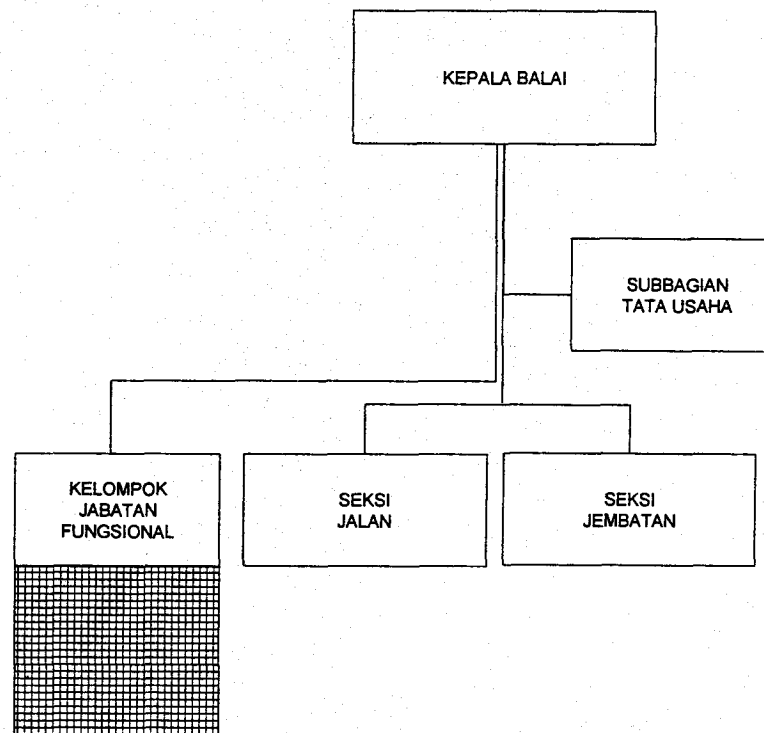 KEPALA BALAI
SUBBAGIAN
TATA USAHA
KELOMPOK
JABATAN
FUNGSIONAL
SEKSI
JALAN
SEKSI
JEMBATAN